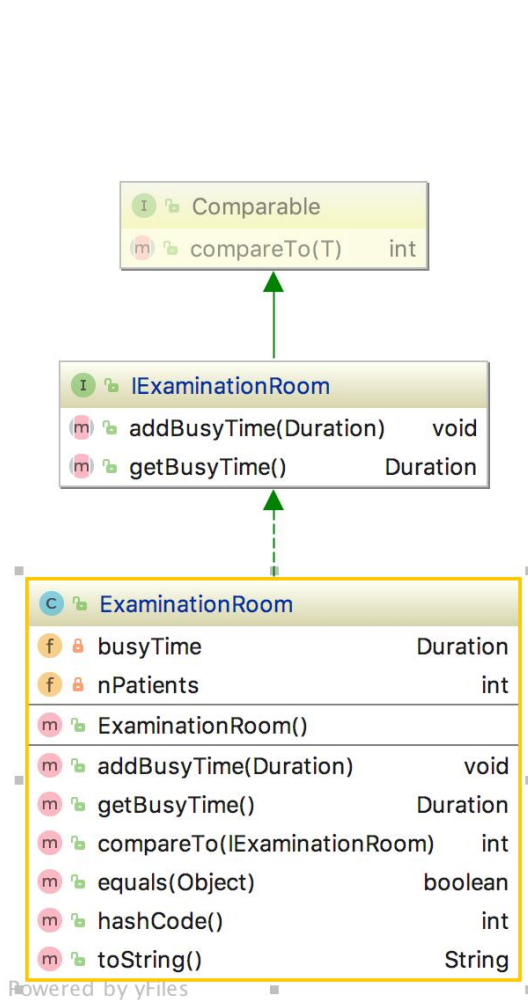 I Comparable
m compareTo(T) int
I IExaminationRoom
m addBusyTime(Duration) void
m getBusyTime() Duration
C ExaminationRoom
f busyTime Duration
f nPatients int
m ExaminationRoom()
m addBusyTime(Duration) void
m getBusyTime() Duration
m compareTo(IExaminationRoom) int
m equals(Object) boolean
m hashCode() int
m toString() String
Powered by yFiles